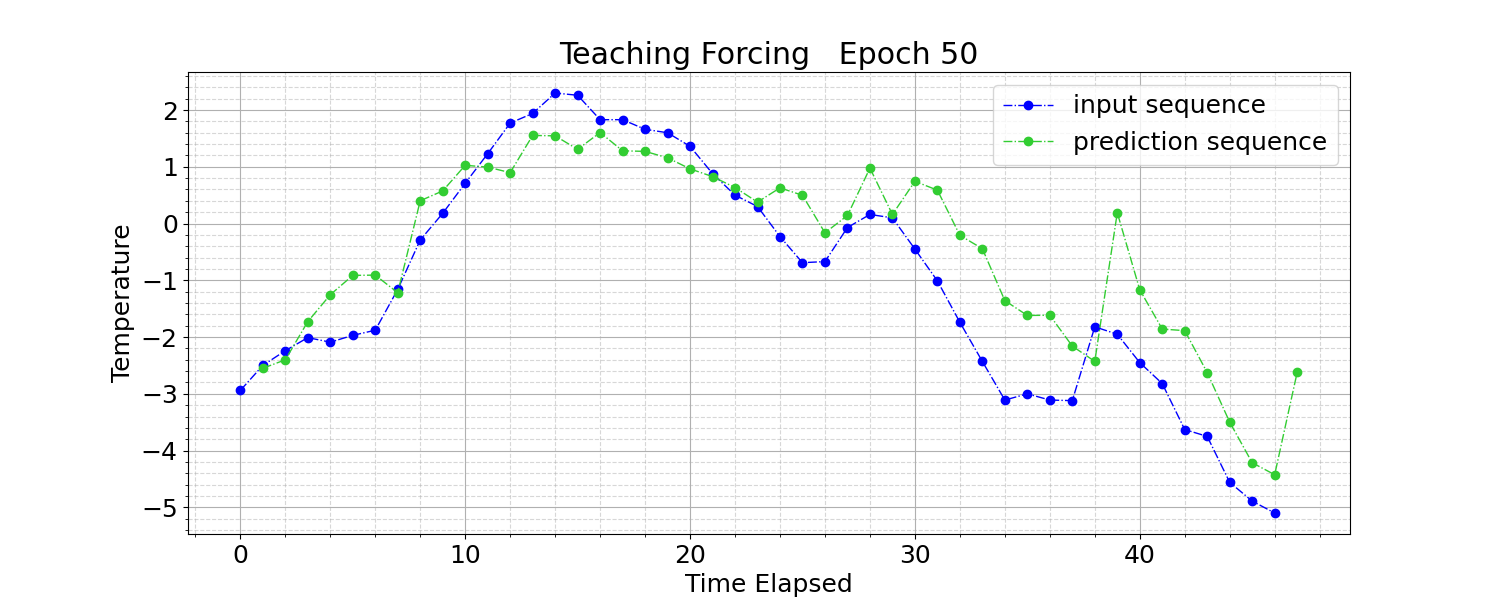 Teaching Forcing   Epoch 50
input sequence
prediction sequence
Temperature
2
1
0
−1
−2
−3
−4
−5
0 10 20 30 40
Time Elapsed